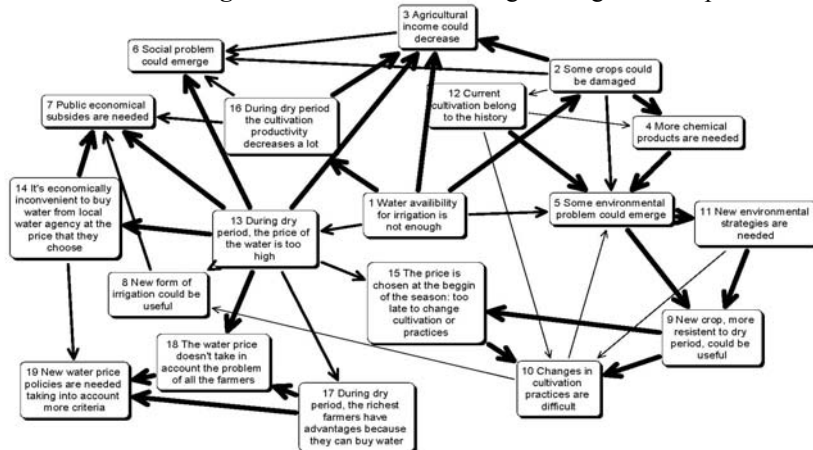 3 Agricultural
income could
decrease
6 Social problem
could emerge
2 Some crops could
be damaged
12 Current
cultivation belong
to the history
7 Public economical
subsides are needed
16 During dry period
the cultivation
productivity
decreases a lot
4 More chemical
products are needed
14 It's economically
inconvenient to buy
water from local
water agency at the
price that they
choose
13 During dry
period, the price of
the water is too
high
1 Water availibility
for irrigation is
not enough
5 Some environmental
problem could emerge
11 New environmental
strategies are
needed
8 New form of
irrigation could be
useful
15 The price is
chosen at the beggin
of the season: too
late to change
cultivation or
practices
9 New crop, more
resistent to dry
period, could be
useful
18 The water price
doesn't take in
account the problem
of all the farmers
19 New water price
policies are needed
taking into account
more criteria
10 Changes in
cultivation
practices are
difficult
17 During dry
period, the richest
farmers have
advantages because
they can buy water